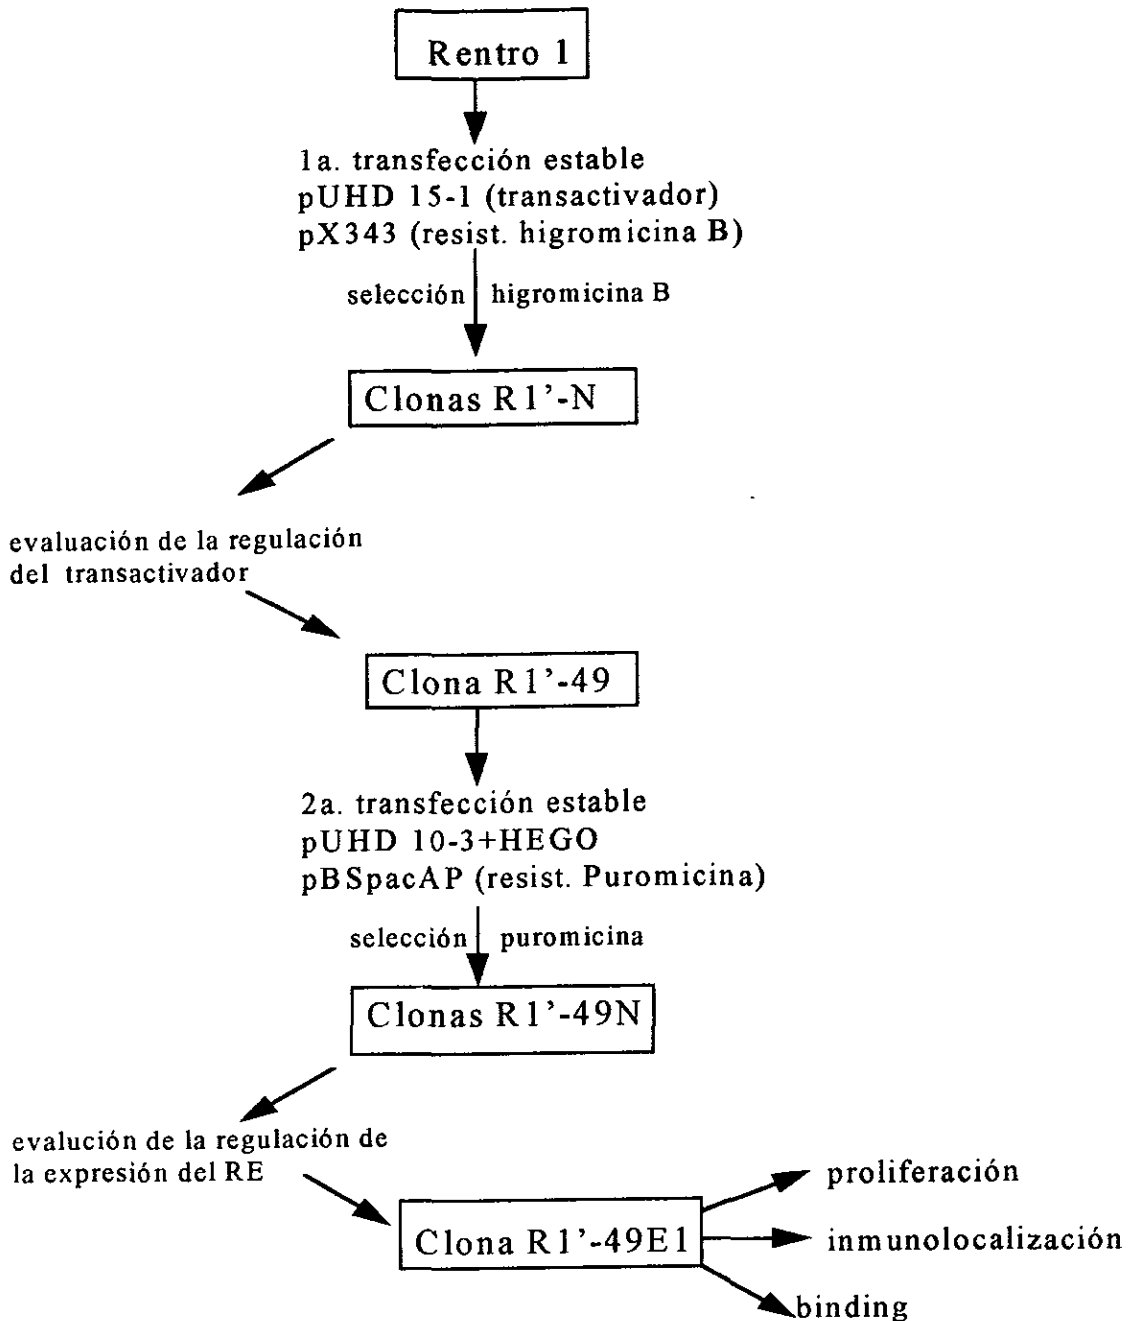 Rentro 1
1a. transfección estable
pUHD 15-1 (transactivador)
pX343 (resist. higromicina B)
selección higromicina B
Clonas R1’-N
evaluación de la regulación
del transactivador
Clona R1’-49
2a. transfección estable
pUHD 10-3+HEGO
pBSpacAP (resist. Puromicina)
selección puromicina
Clonas R1’-49N
evalución de la regulación de
la expresión del RE
Clona R1’-49E1
proliferación
inmunolocalización
binding